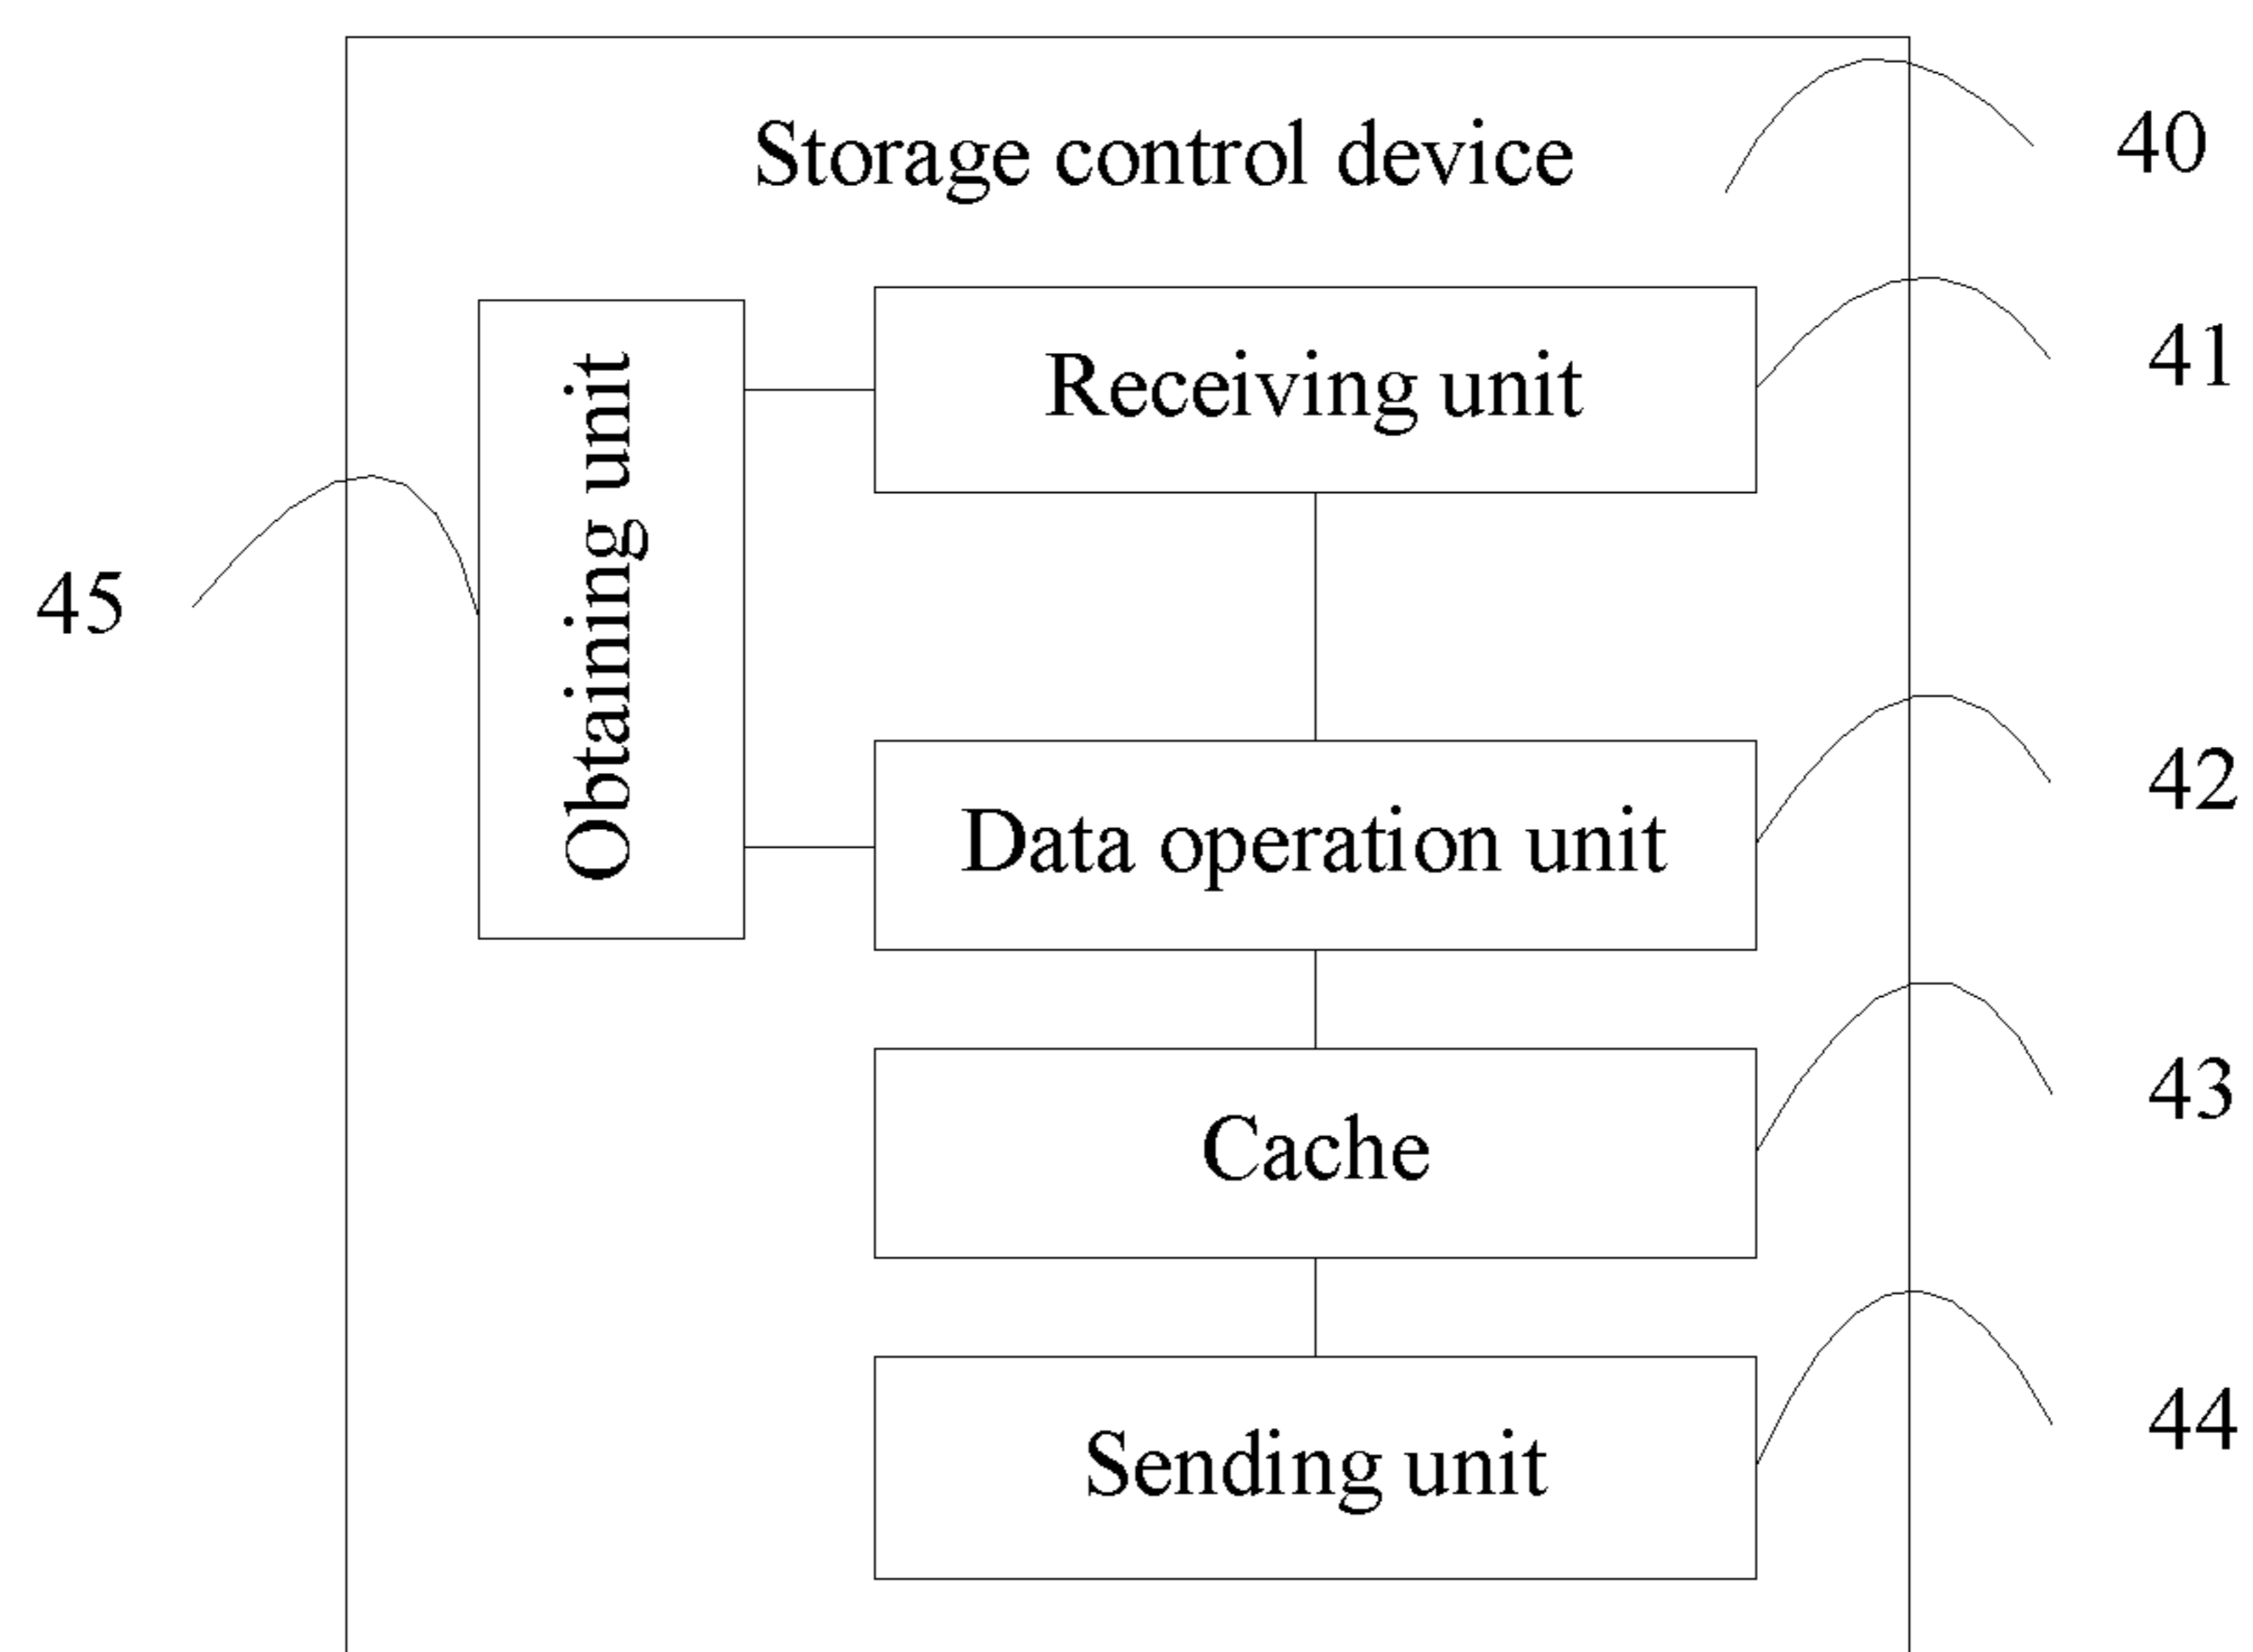 Storage control device
40
Receiving unit
41
Obtaining unit
45
Data operation unit
42
Cache
43
Sending unit
44